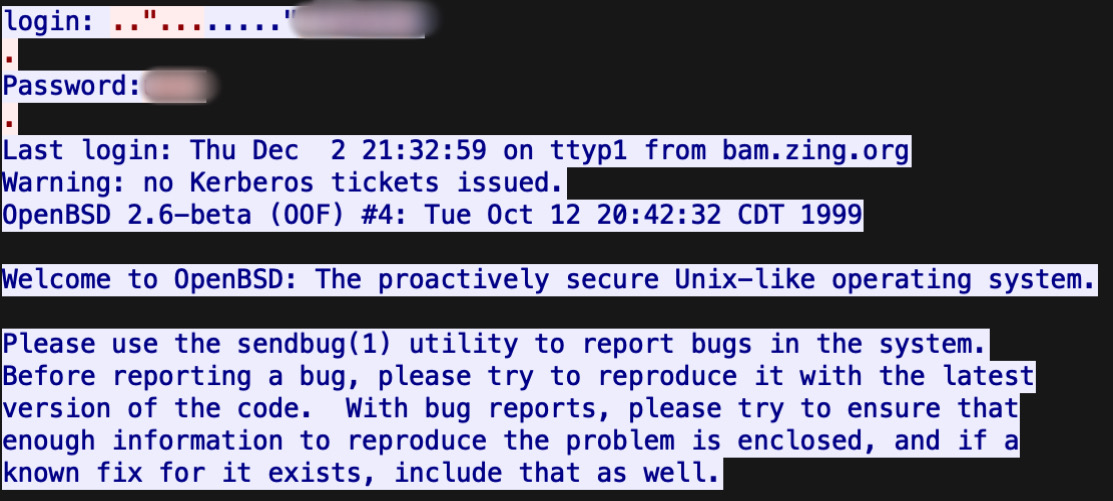 login: .."........"
.
Password:
.
Last login: Thu Dec  2 21:32:59 on ttyp1 from bam.zing.org
Warning: no Kerberos tickets issued.
OpenBSD 2.6-beta (OOF) #4: Tue Oct 12 20:42:32 CDT 1999
Welcome to OpenBSD: The proactively secure Unix-like operating system.
Please use the sendbug(1) utility to report bugs in the system.
Before reporting a bug, please try to reproduce it with the latest
version of the code.  With bug reports, please try to ensure that
enough information to reproduce the problem is enclosed, and if a
known fix for it exists, include that as well.